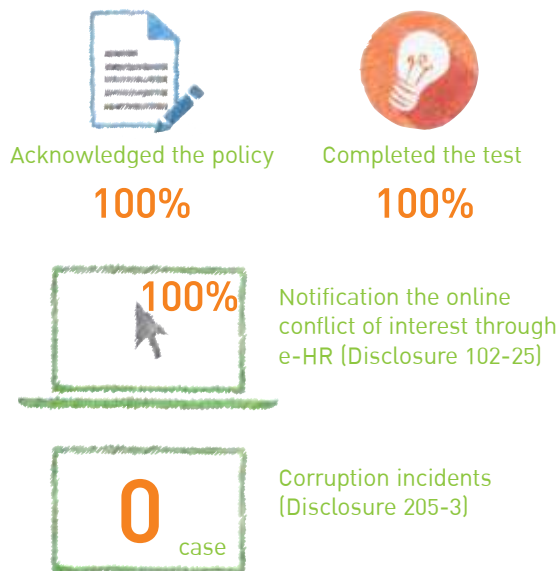 Acknowledged the policy
100%
Completed the test
100%
100%
Notification the online
conflict of interest through
e-HR (Disclosure 102-25)
0
case
Corruption incidents
(Disclosure 205-3)